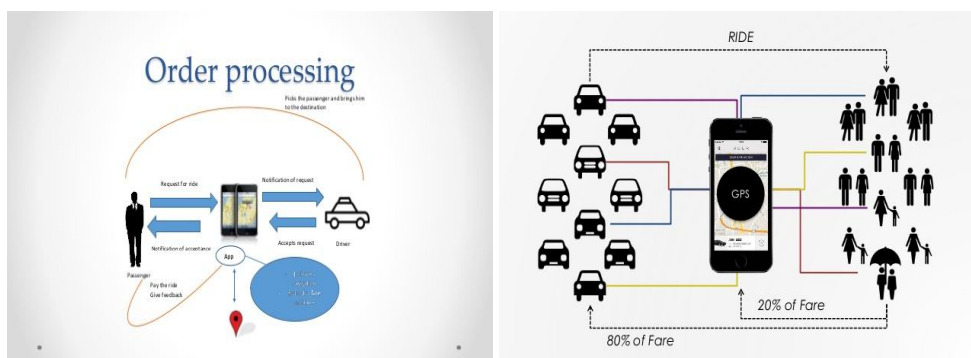 Order processing
Picks the passenger and brings him
to the destination
Request for ride
Notification of request
Notification of acceptance
Accepts request
Driver
App
Passenger
Pay the ride
Give feedback
RIDE
GPS
20% of Fare
80% of Fare